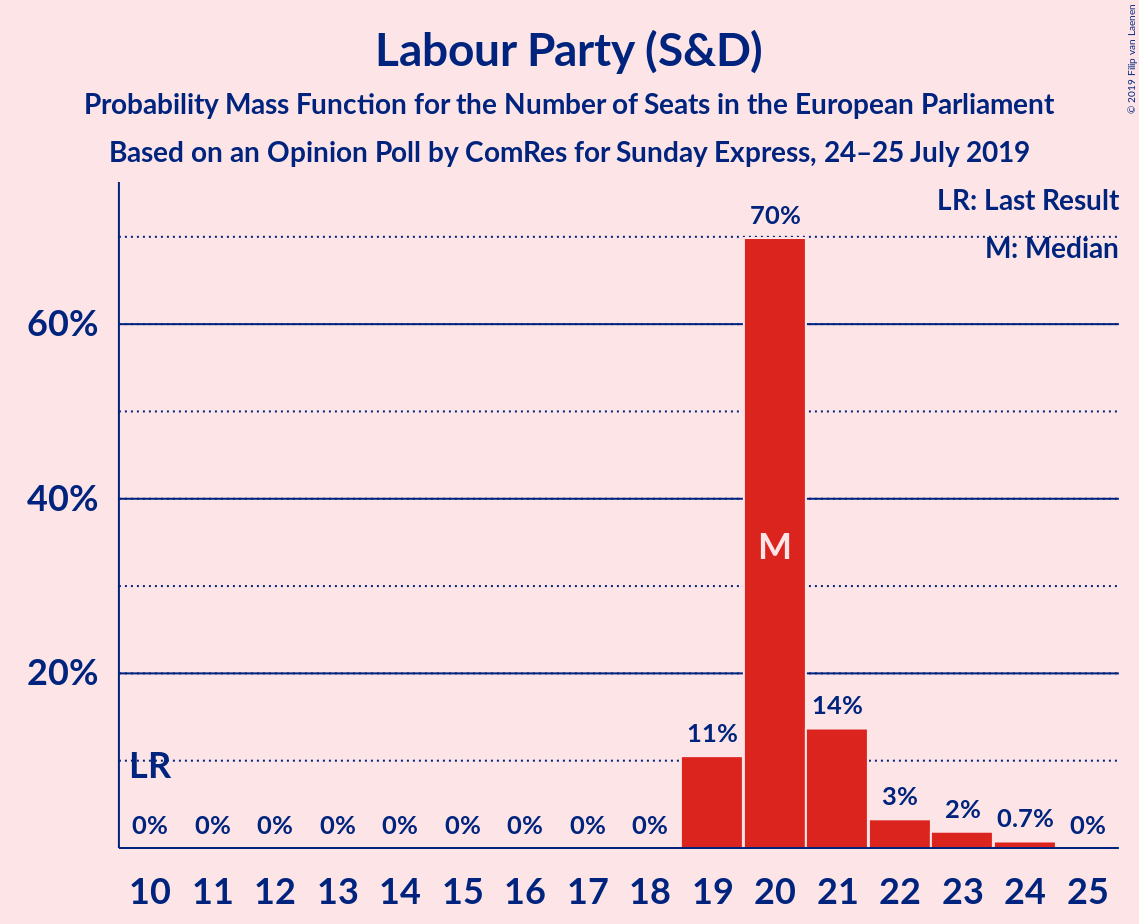 Labour Party (S&D)
Probability Mass Function for the Number of Seats in the European Parliament
Based on an Opinion Poll by ComRes for Sunday Express, 24–25 July 2019
© 2019 Filip van Laenen
LR: Last Result
M: Median
70%
60%
40%
M
20%
14%
11%
LR
3%
2%
0.7%
0% 0% 0% 0% 0% 0% 0% 0% 0% 0%
10 11 12 13 14 15 16 17 18 19 20 21 22 23 24 25